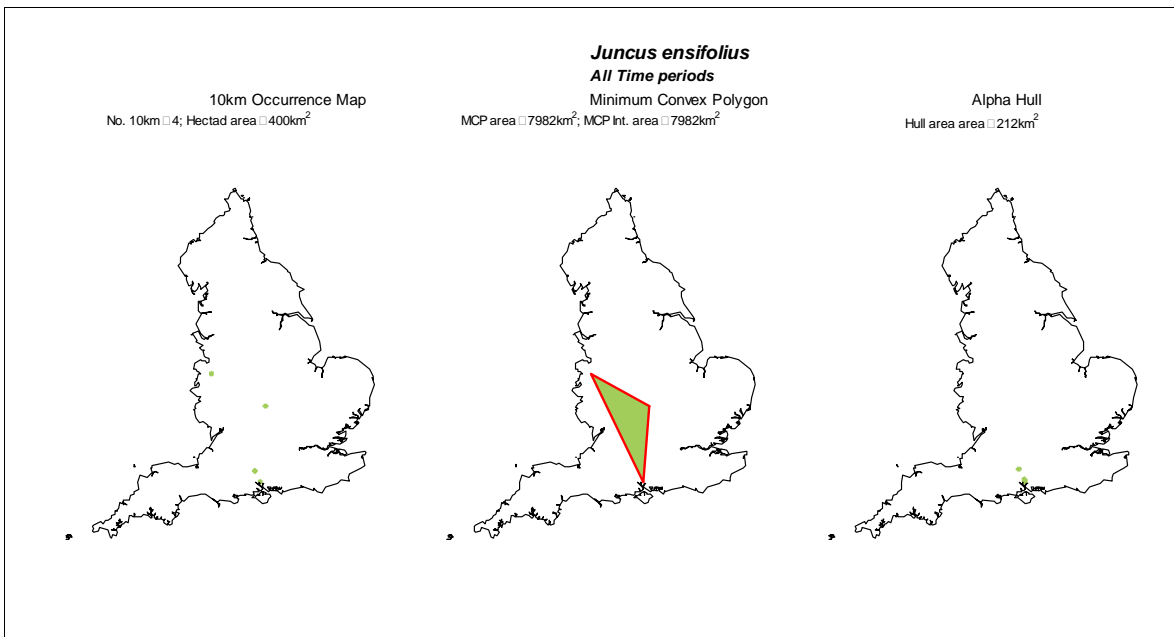 Juncus ensifolius
All Time periods
10km Occurrence Map
No. 10km□4; Hectad area□400km²
Minimum Convex Polygon
MCP area□7982km²; MCP Int. area□7982km²
Alpha Hull
Hull area area□212km²